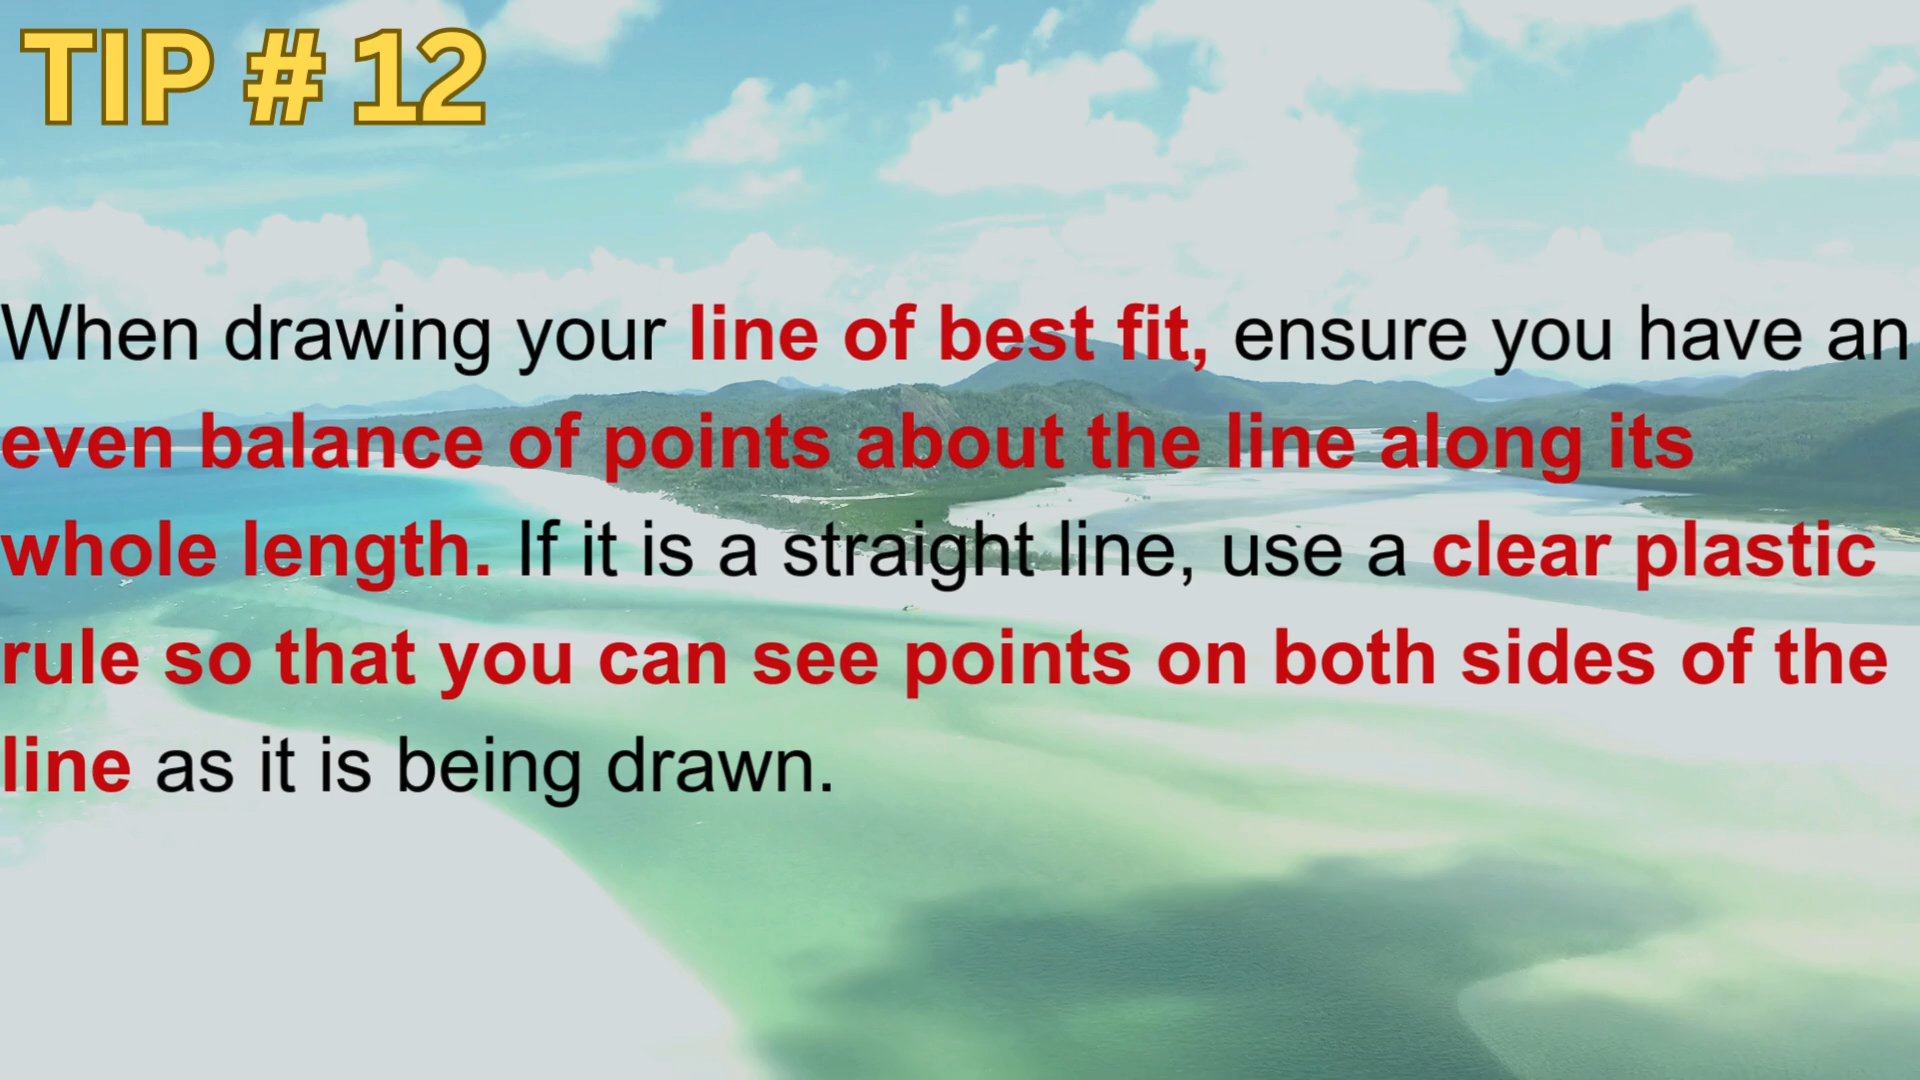 TIP # 12
When drawing your line of best fit, ensure you have an
even balance of points about the line along its
whole length. If it is a straight line, use a clear plastic
rule so that you can see points on both sides of the
line as it is being drawn.